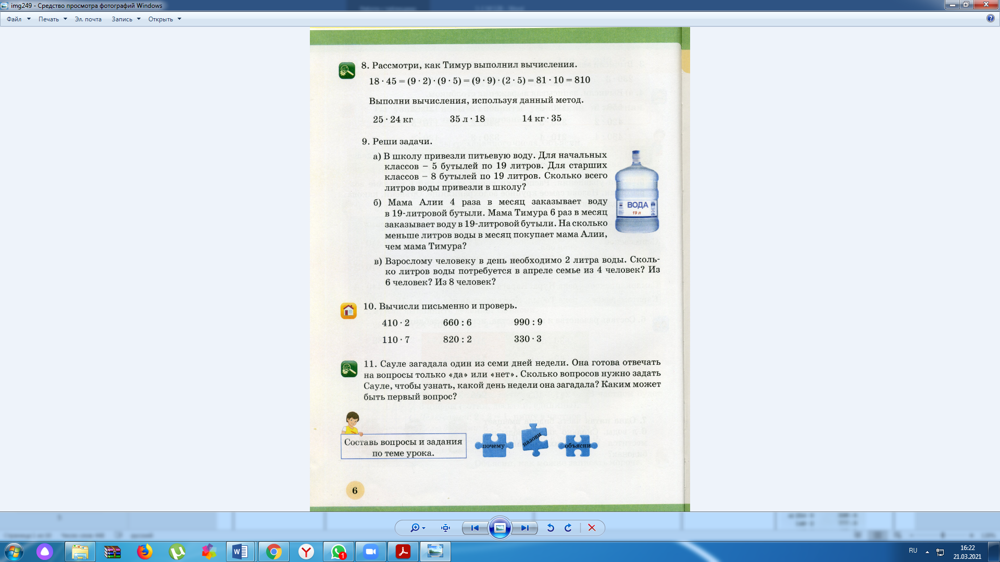 img249 - Средство просмотра фотографий Windows
Файл Печать Эл. почта Запись Открыть
8. Рассмотри, как Тимур выполнил вычисления.
18 · 45 = (9 · 2) · (9 · 5) = (9 · 9) · (2 · 5) = 81 · 10 = 810
Выполни вычисления, используя данный метод.
25 · 24 кг 35 л · 18 14 кг · 35
9. Реши задачи.
а) В школу привезли питьевую воду. Для начальных
классов – 5 бутылей по 19 литров. Для старших
классов – 8 бутылей по 19 литров. Сколько всего
литров воды привезли в школу?
ВОДА
19 л
б) Мама Алии 4 раза в месяц заказывает воду
в 19-литровой бутыли. Мама Тимура 6 раз в месяц
заказывает воду в 19-литровой бутыли. На сколько
меньше литров воды в месяц покупает мама Алии,
чем мама Тимура?
в) Взрослому человеку в день необходимо 2 литра воды. Сколь-
ко литров воды потребуется в апреле семье из 4 человек? Из
6 человек? Из 8 человек?
10. Вычисли письменно и проверь.
410 · 2 660 : 6 990 : 9
110 · 7 820 : 2 330 · 3
11. Сауле загадала один из семи дней недели. Она готова отвечать
на вопросы только «да» или «нет». Сколько вопросов нужно задать
Сауле, чтобы узнать, какой день недели она загадала? Каким может
быть первый вопрос?
Составь вопросы и задания
по теме урока.
почему
назови
объясни
6
RU
16:22
21.03.2021